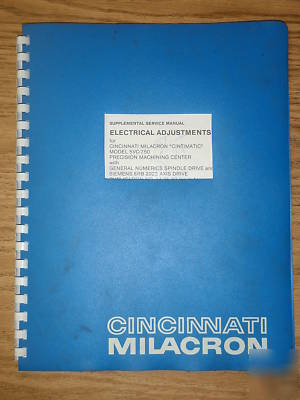 SUPPLEMENTAL SERVICE MANUAL
ELECTRICAL ADJUSTMENTS
for
CINCINNATI MILACRON "CINTIMATIC"
MODEL 5VC-750
PRECISION MACHINING CENTER
with
GENERAL NUMERICS SPINDLE DRIVE and
SIEMENS 6RB 2025 AXIS DRIVE
CINCINNATI
MILACRON